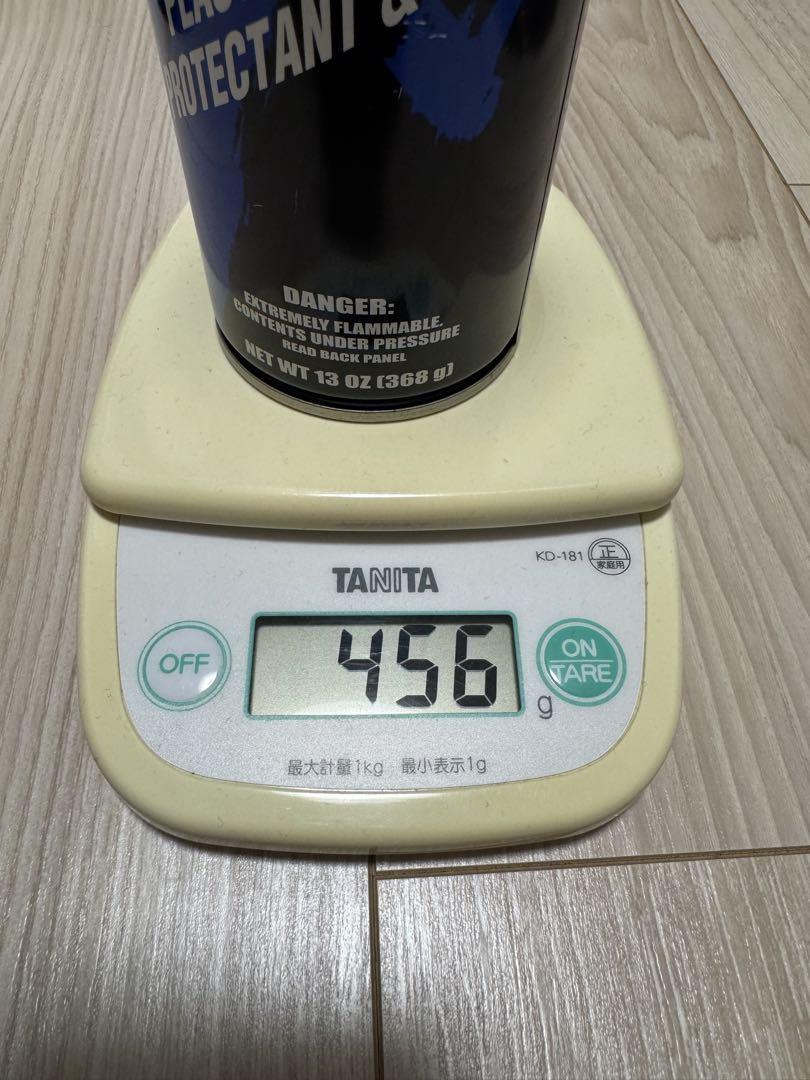 PROTECTANT &
DANGER:
EXTREMELY FLAMMABLE.
CONTENTS UNDER PRESSURE
READ BACK PANEL
NET WT 13 OZ (368 g)
KD-181 正
家庭用
TANITA
OFF
456
g
ON
TARE
最大計量1kg 最小表示1g